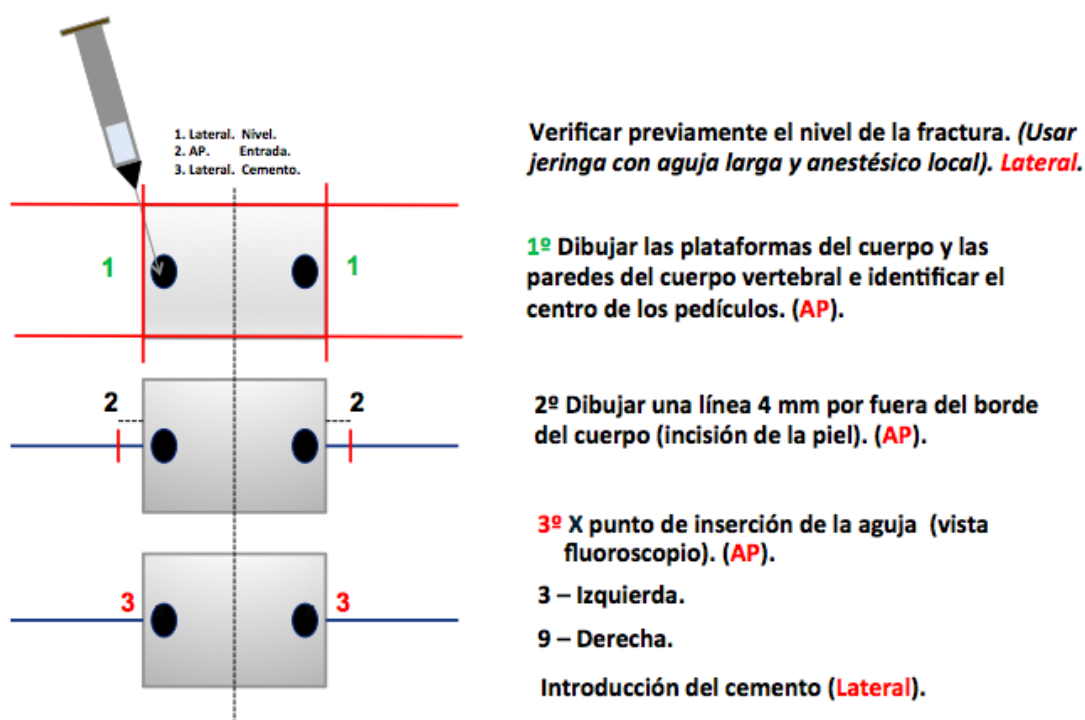 1. Lateral. Nivel.
2. AP. Entrada.
3. Lateral. Cemento.
Verificar previamente el nivel de la fractura. (Usar
jeringa con aguja larga y anestésico local). Lateral.
1 1
1º Dibujar las plataformas del cuerpo y las
paredes del cuerpo vertebral e identificar el
centro de los pedículos. (AP).
2 2
2º Dibujar una línea 4 mm por fuera del borde
del cuerpo (incisión de la piel). (AP).
3 3
3º X punto de inserción de la aguja (vista
fluoroscopio). (AP).
3 – Izquierda.
9 – Derecha.
Introducción del cemento (Lateral).